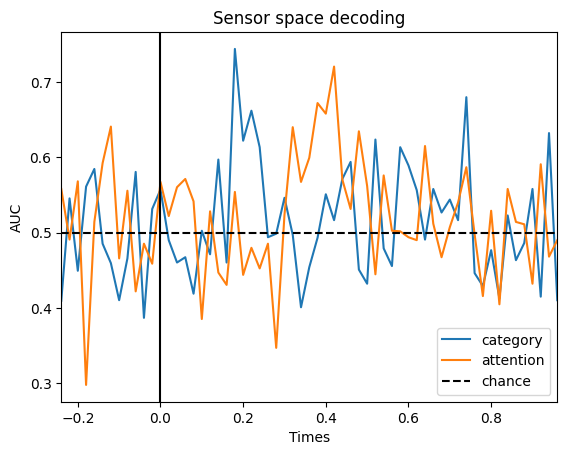 Sensor space decoding
AUC
0.7
0.6
0.5
0.4
0.3
category
attention
chance
−0.2
0.0
0.2
0.4
0.6
0.8
Times